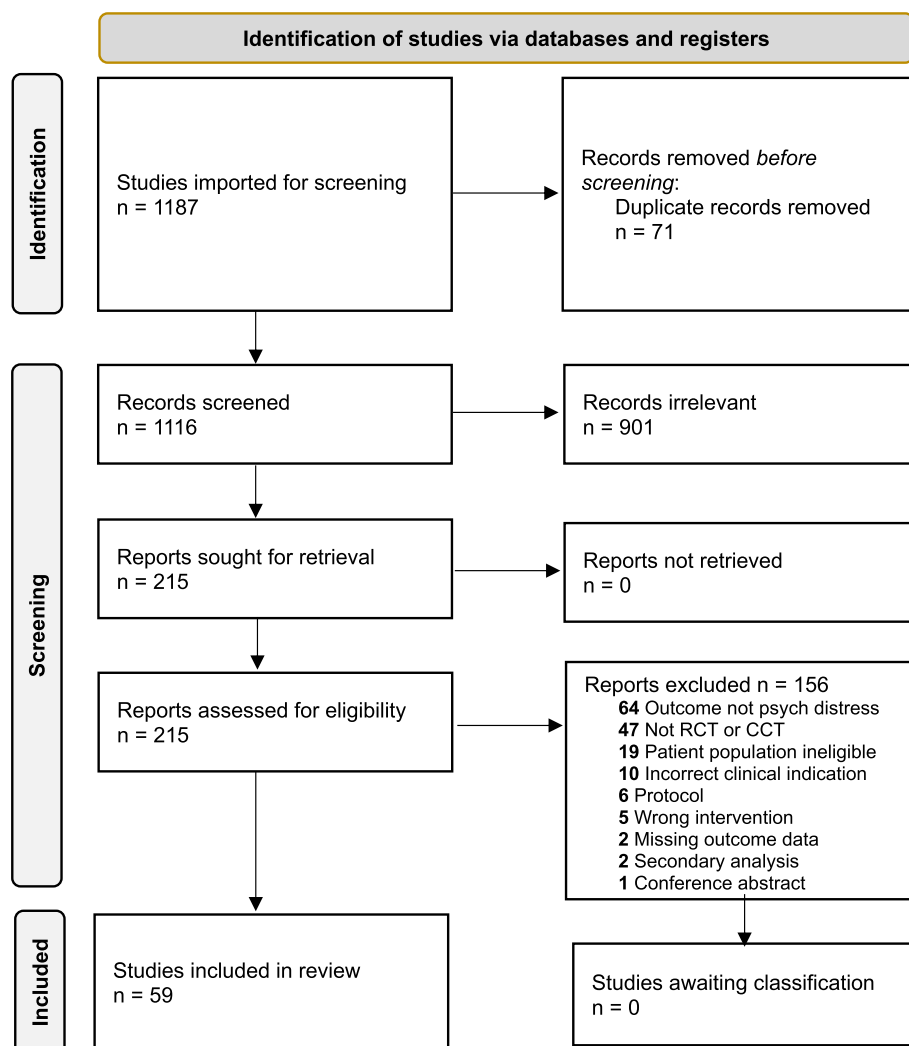 Identification of studies via databases and registers
Identification
Studies imported for screening
n = 1187
Records removed before
screening:
Duplicate records removed
n = 71
Screening
Records screened
n = 1116
Records irrelevant
n = 901
Reports sought for retrieval
n = 215
Reports not retrieved
n = 0
Reports assessed for eligibility
n = 215
Reports excluded n = 156
64 Outcome not psych distress
47 Not RCT or CCT
19 Patient population ineligible
10 Incorrect clinical indication
6 Protocol
5 Wrong intervention
2 Missing outcome data
2 Secondary analysis
1 Conference abstract
Included
Studies included in review
n = 59
Studies awaiting classification
n = 0